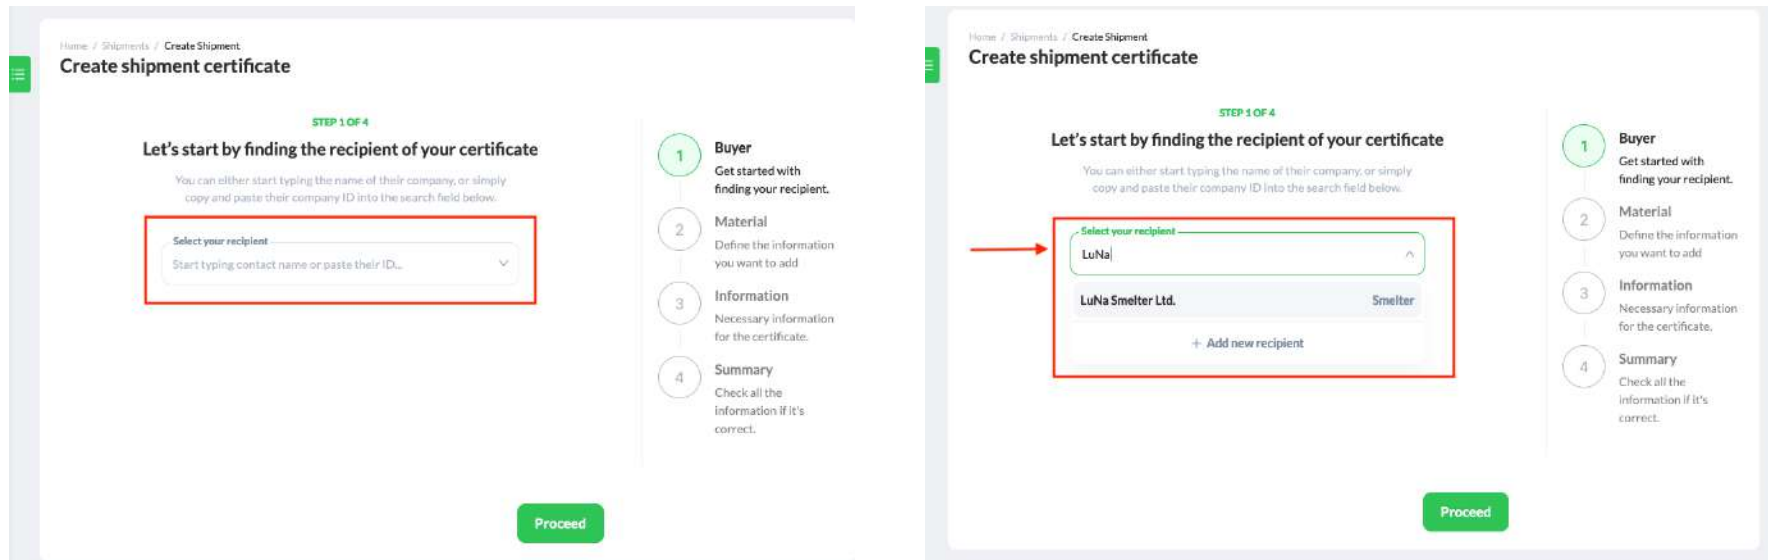 Home / Shipments / Create Shipment
Create shipment certificate
STEP 1 OF 4
Let's start by finding the recipient of your certificate
You can either start typing the name of their company, or simply
copy and paste their company ID into the search field below.
Select your recipient
Start typing contact name or paste their ID...
1
Buyer
Get started with
finding your recipient.
2
Material
Define the information
you want to add
3
Information
Necessary information
for the certificate.
4
Summary
Check all the
information if it's
correct.
Proceed
Home / Shipments / Create Shipment
Create shipment certificate
STEP 1 OF 4
Let's start by finding the recipient of your certificate
You can either start typing the name of their company, or simply
copy and paste their company ID into the search field below.
Select your recipient
LuNa
LuNa Smelter Ltd. Smelter
+ Add new recipient
1
Buyer
Get started with
finding your recipient.
2
Material
Define the information
you want to add
3
Information
Necessary information
for the certificate.
4
Summary
Check all the
information if it's
correct.
Proceed